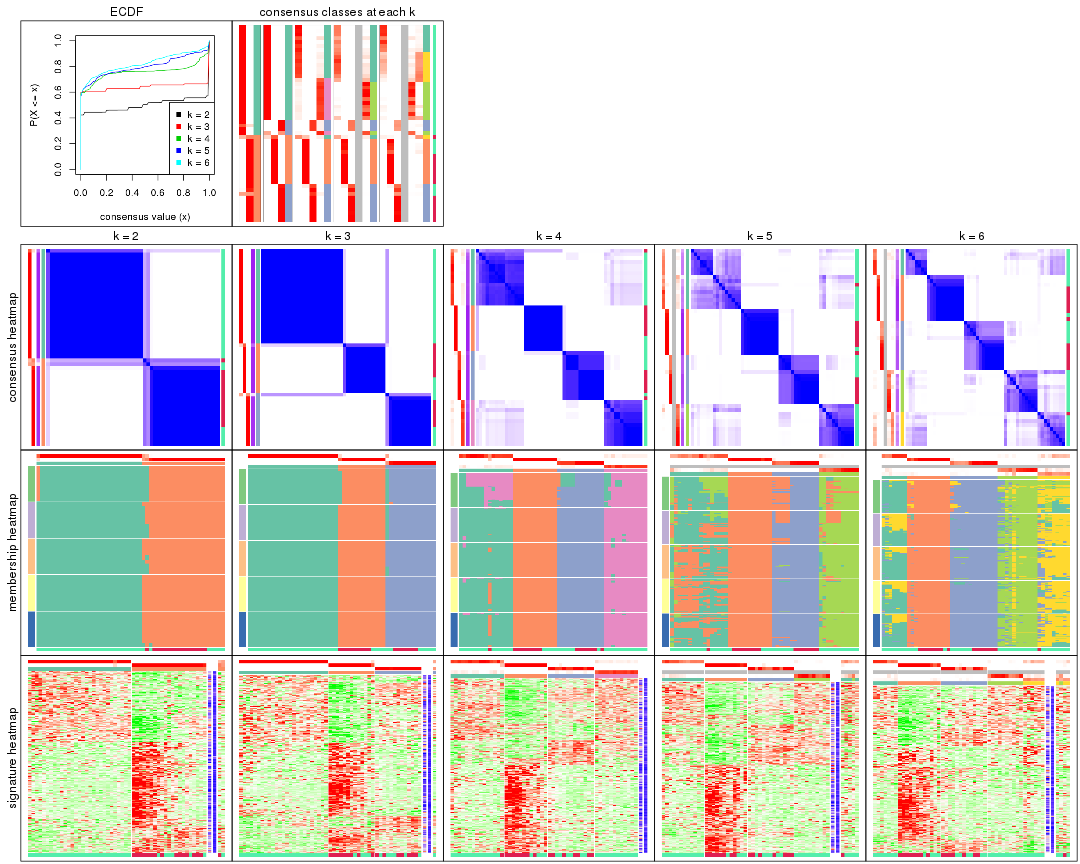 ECDF
consensus classes at each k
P(X <= x)
0.0 0.2 0.4 0.6 0.8 1.0
k = 2
k = 3
k = 4
k = 5
k = 6
0.0 0.2 0.4 0.6 0.8 1.0
consensus value (x)
k = 2
k = 3
k = 4
k = 5
k = 6
consensus heatmap
membership heatmap
signature heatmap